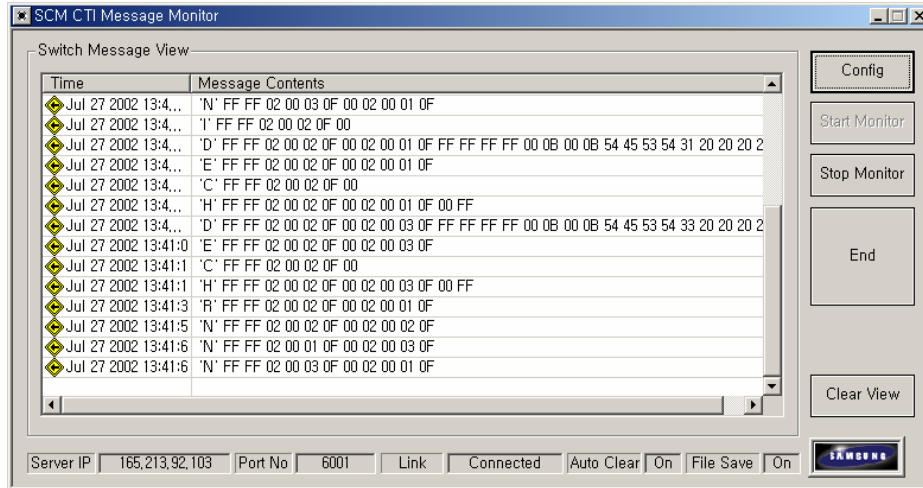 SCM CTI Message Monitor
Switch Message View
Time Message Contents
Jul 27 2002 13:4... 'N' FF FF 02 00 03 0F 00 02 00 01 0F
Jul 27 2002 13:4... 'I' FF FF 02 00 02 0F 00
Jul 27 2002 13:4... 'D' FF FF 02 00 02 0F 00 02 00 01 0F FF FF FF FF 00 0B 00 0B 54 45 53 54 31 20 20 20 2
Jul 27 2002 13:4... 'E' FF FF 02 00 02 0F 00 02 00 01 0F
Jul 27 2002 13:4... 'C' FF FF 02 00 02 0F 00
Jul 27 2002 13:4... 'H' FF FF 02 00 02 0F 00 02 00 01 0F 00 FF
Jul 27 2002 13:4... 'D' FF FF 02 00 02 0F 00 02 00 03 0F FF FF FF FF 00 0B 00 0B 54 45 53 54 33 20 20 20 2
Jul 27 2002 13:41:0 'E' FF FF 02 00 02 0F 00 02 00 03 0F
Jul 27 2002 13:41:1 'C' FF FF 02 00 02 0F 00
Jul 27 2002 13:41:1 'H' FF FF 02 00 02 0F 00 02 00 03 0F 00 FF
Jul 27 2002 13:41:3 'R' FF FF 02 00 02 0F 00 02 00 01 0F
Jul 27 2002 13:41:5 'N' FF FF 02 00 02 0F 00 02 00 02 0F
Jul 27 2002 13:41:6 'N' FF FF 02 00 01 0F 00 02 00 03 0F
Jul 27 2002 13:41:6 'N' FF FF 02 00 03 0F 00 02 00 01 0F
Config
Start Monitor
Stop Monitor
End
Clear View
Server IP 165,213,92,103 Port No 6001 Link Connected Auto Clear On File Save On
SAMSUNG